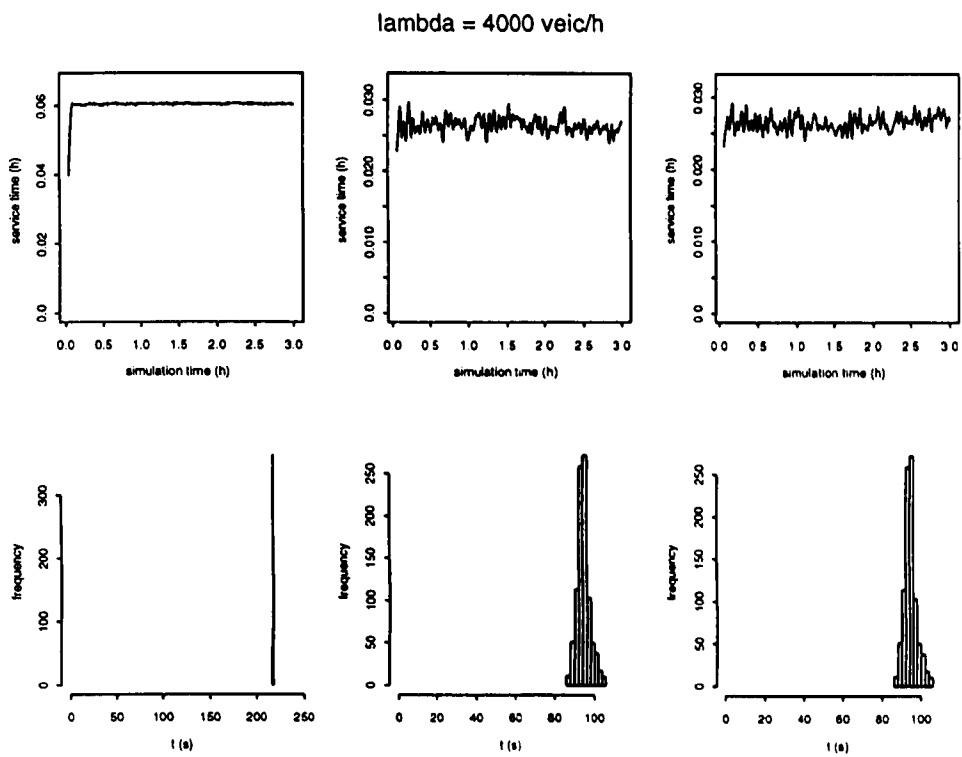 lambda = 4000 veic/h
service time (h)
0.0 0.02 0.04 0.06
0.0 0.5 1.0 1.5 2.0 2.5 3.0
simulation time (h)
service time (h)
0.0 0.010 0.020 0.030
0.0 0.5 1.0 1.5 2.0 2.5 3.0
simulation time (h)
service time (h)
0.0 0.010 0.020 0.030
0.0 0.5 1.0 1.5 2.0 2.5 3.0
simulation time (h)
frequency
0 100 200 300
0 50 100 150 200 250
t (s)
frequency
0 50 100 150 200 250
0 20 40 60 80 100
t (s)
frequency
0 50 100 150 200 250
0 20 40 60 80 100
t (s)